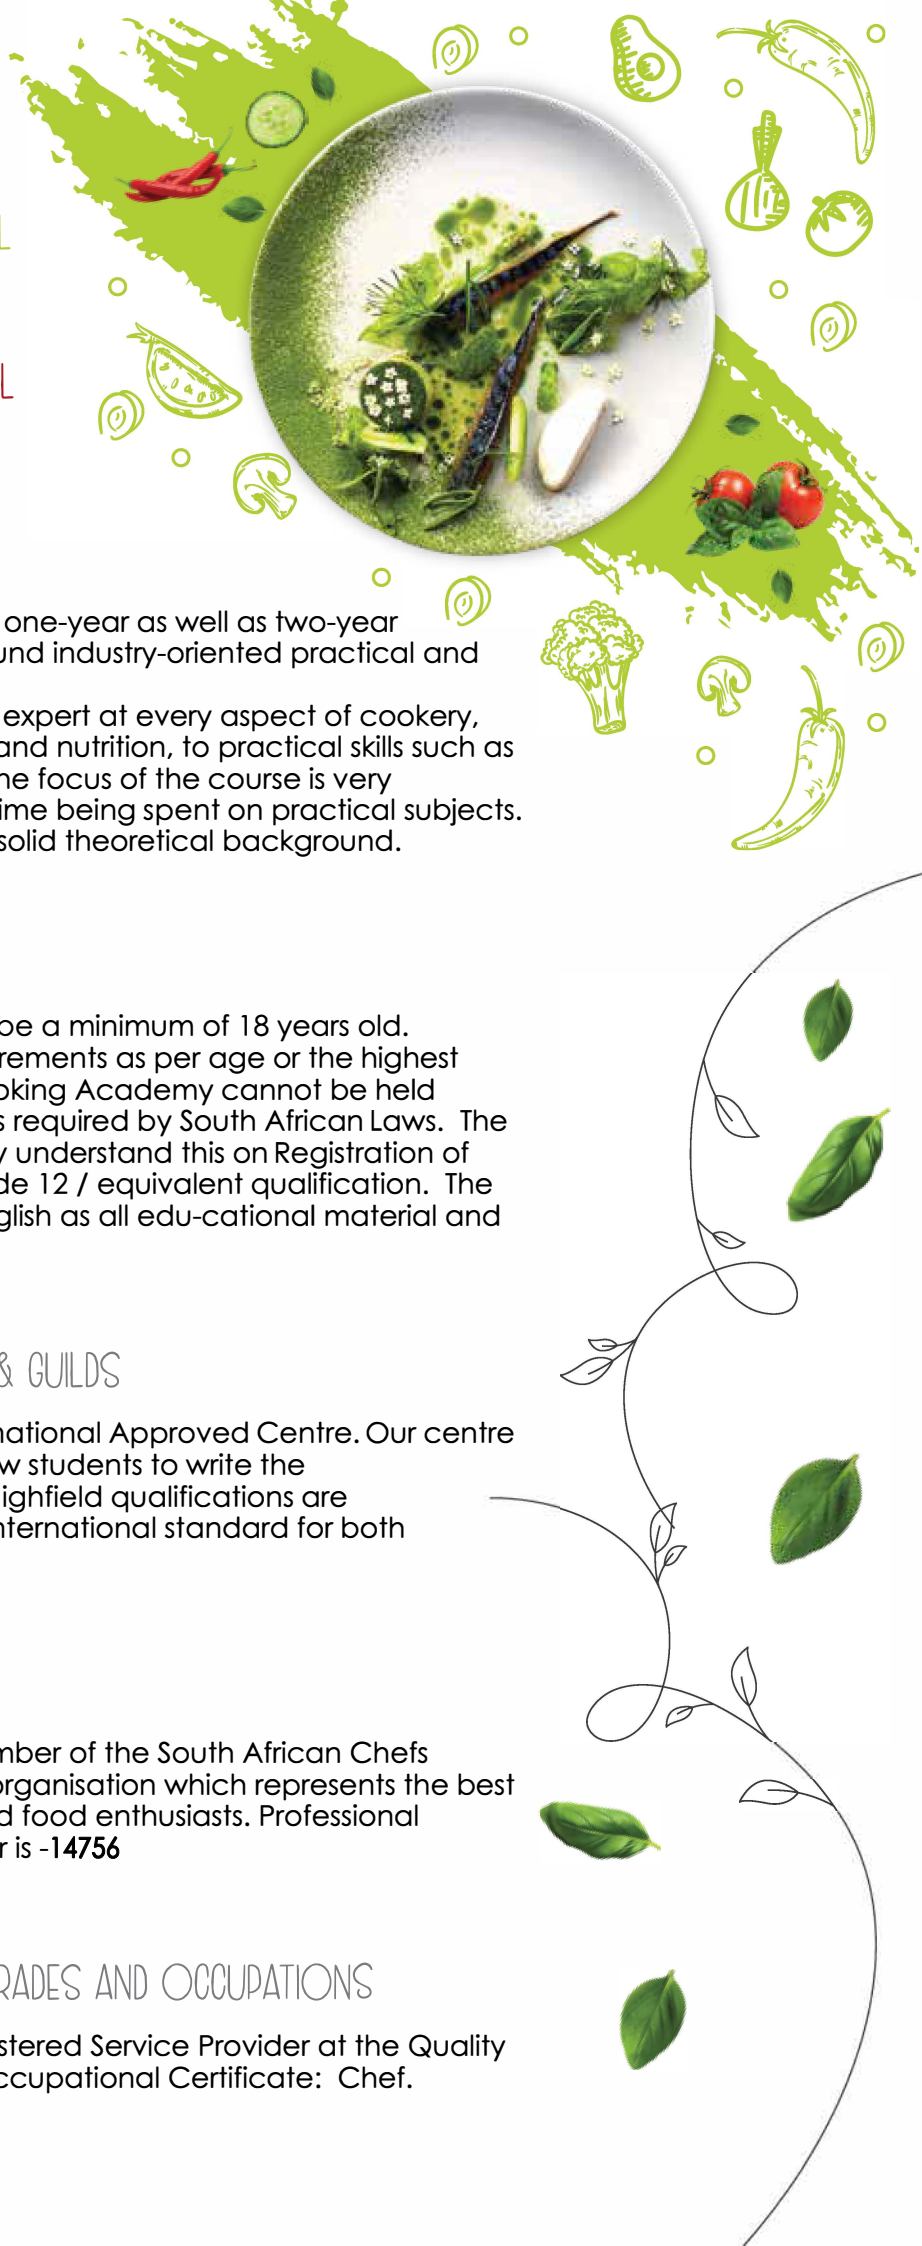 L
L
one-year as well as two-year
und industry-oriented practical and
expert at every aspect of cookery,
and nutrition, to practical skills such as
he focus of the course is very
ime being spent on practical subjects.
solid theoretical background.
be a minimum of 18 years old.
rements as per age or the highest
oking Academy cannot be held
s required by South African Laws. The
y understand this on Registration of
de 12 / equivalent qualification. The
glish as all edu-cational material and
& GUILDS
national Approved Centre. Our centre
w students to write the
ighfield qualifications are
nternational standard for both
mber of the South African Chefs
organisation which represents the best
d food enthusiasts. Professional
r is -14756
RADES AND OCCUPATIONS
stered Service Provider at the Quality
ccupational Certificate: Chef.